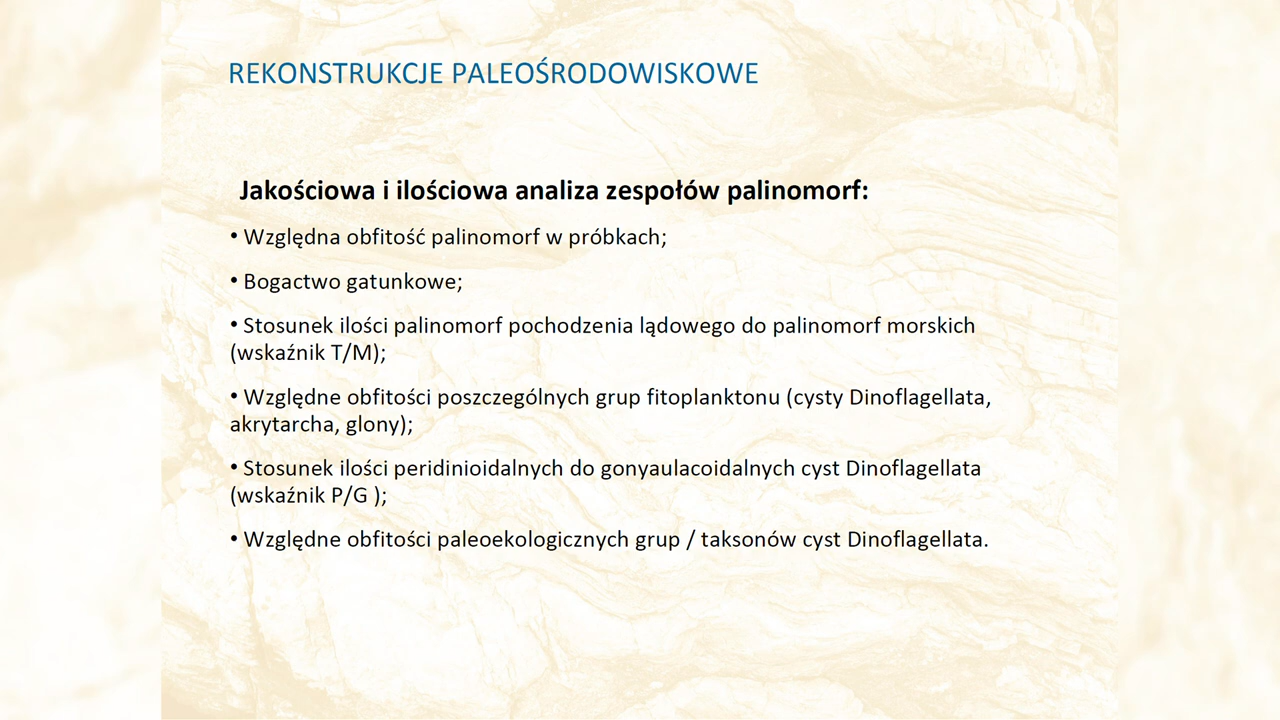 REKONSTRUKCJE PALEOŚRODOWISKOWE
Jakościowa i ilościowa analiza zespołów palinomorf:
• Względna obfitość palinomorf w próbkach;
• Bogactwo gatunkowe;
• Stosunek ilości palinomorf pochodzenia lądowego do palinomorf morskich
(wskaźnik T/M);
• Względne obfitości poszczególnych grup fitoplanktonu (cysty Dinoflagellata,
akrytarcha, glony);
• Stosunek ilości peridinioidalnych do gonyaulacoidalnych cyst Dinoflagellata
(wskaźnik P/G );
• Względne obfitości paleoekologicznych grup / taksonów cyst Dinoflagellata.